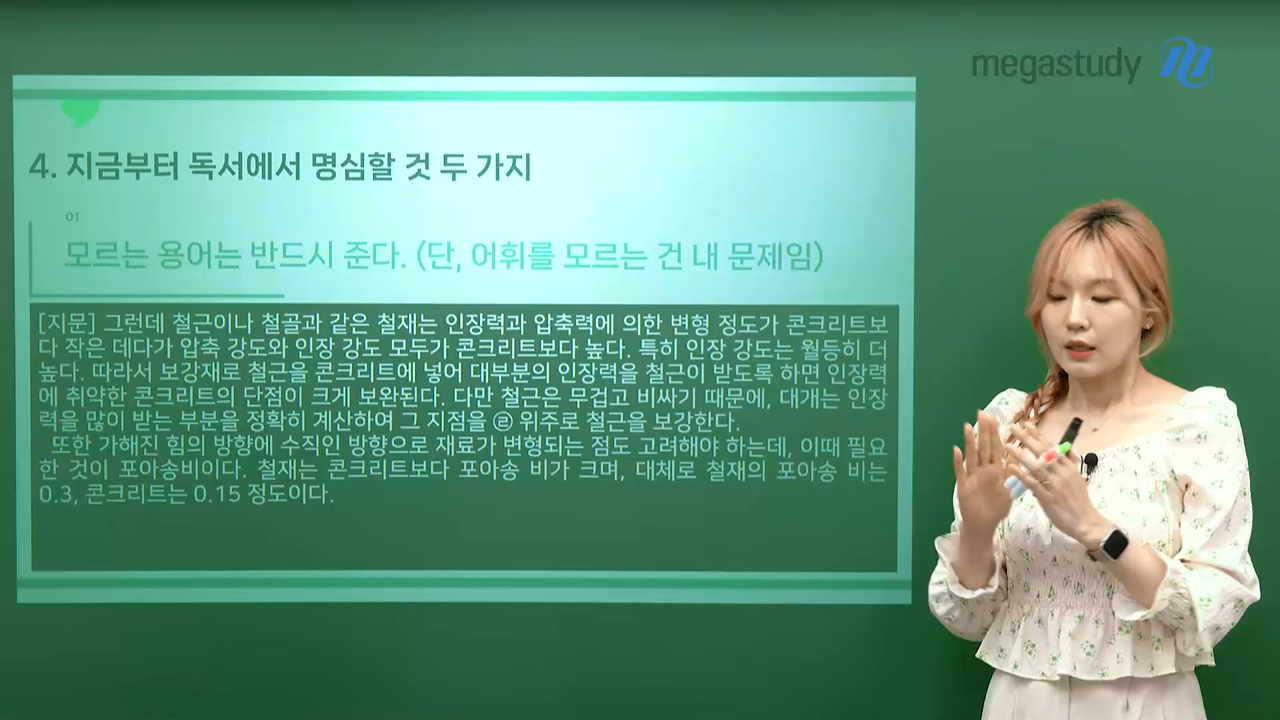 megastudy
4. 지금부터 독서에서 명심할 것 두 가지
01
모르는 용어는 반드시 준다. (단, 어휘를 모르는 건 내 문제임)
[지문] 그런데 철근이나 철골과 같은 철재는 인장력과 압축력에 의한 변형 정도가 콘크리트보
다 작은 데다가 압축 강도와 인장 강도 모두가 콘크리트보다 높다. 특히 인장 강도는 월등히 더
높다. 따라서 보강재로 철근을 콘크리트에 넣어 대부분의 인장력을 철근이 받도록 하면 인장력
에 취약한 콘크리트의 단점이 크게 보완된다. 다만 철근은 무겁고 비싸기 때문에, 대개는 인장
력을 많이 받는 부분을 정확히 계산하여 그 지점을 ㉣ 위주로 철근을 보강한다.
또한 가해진 힘의 방향에 수직인 방향으로 재료가 변형되는 점도 고려해야 하는데, 이때 필요
한 것이 포아송비이다. 철재는 콘크리트보다 포아송 비가 크며, 대체로 철재의 포아송 비는
0.3, 콘크리트는 0.15 정도이다.